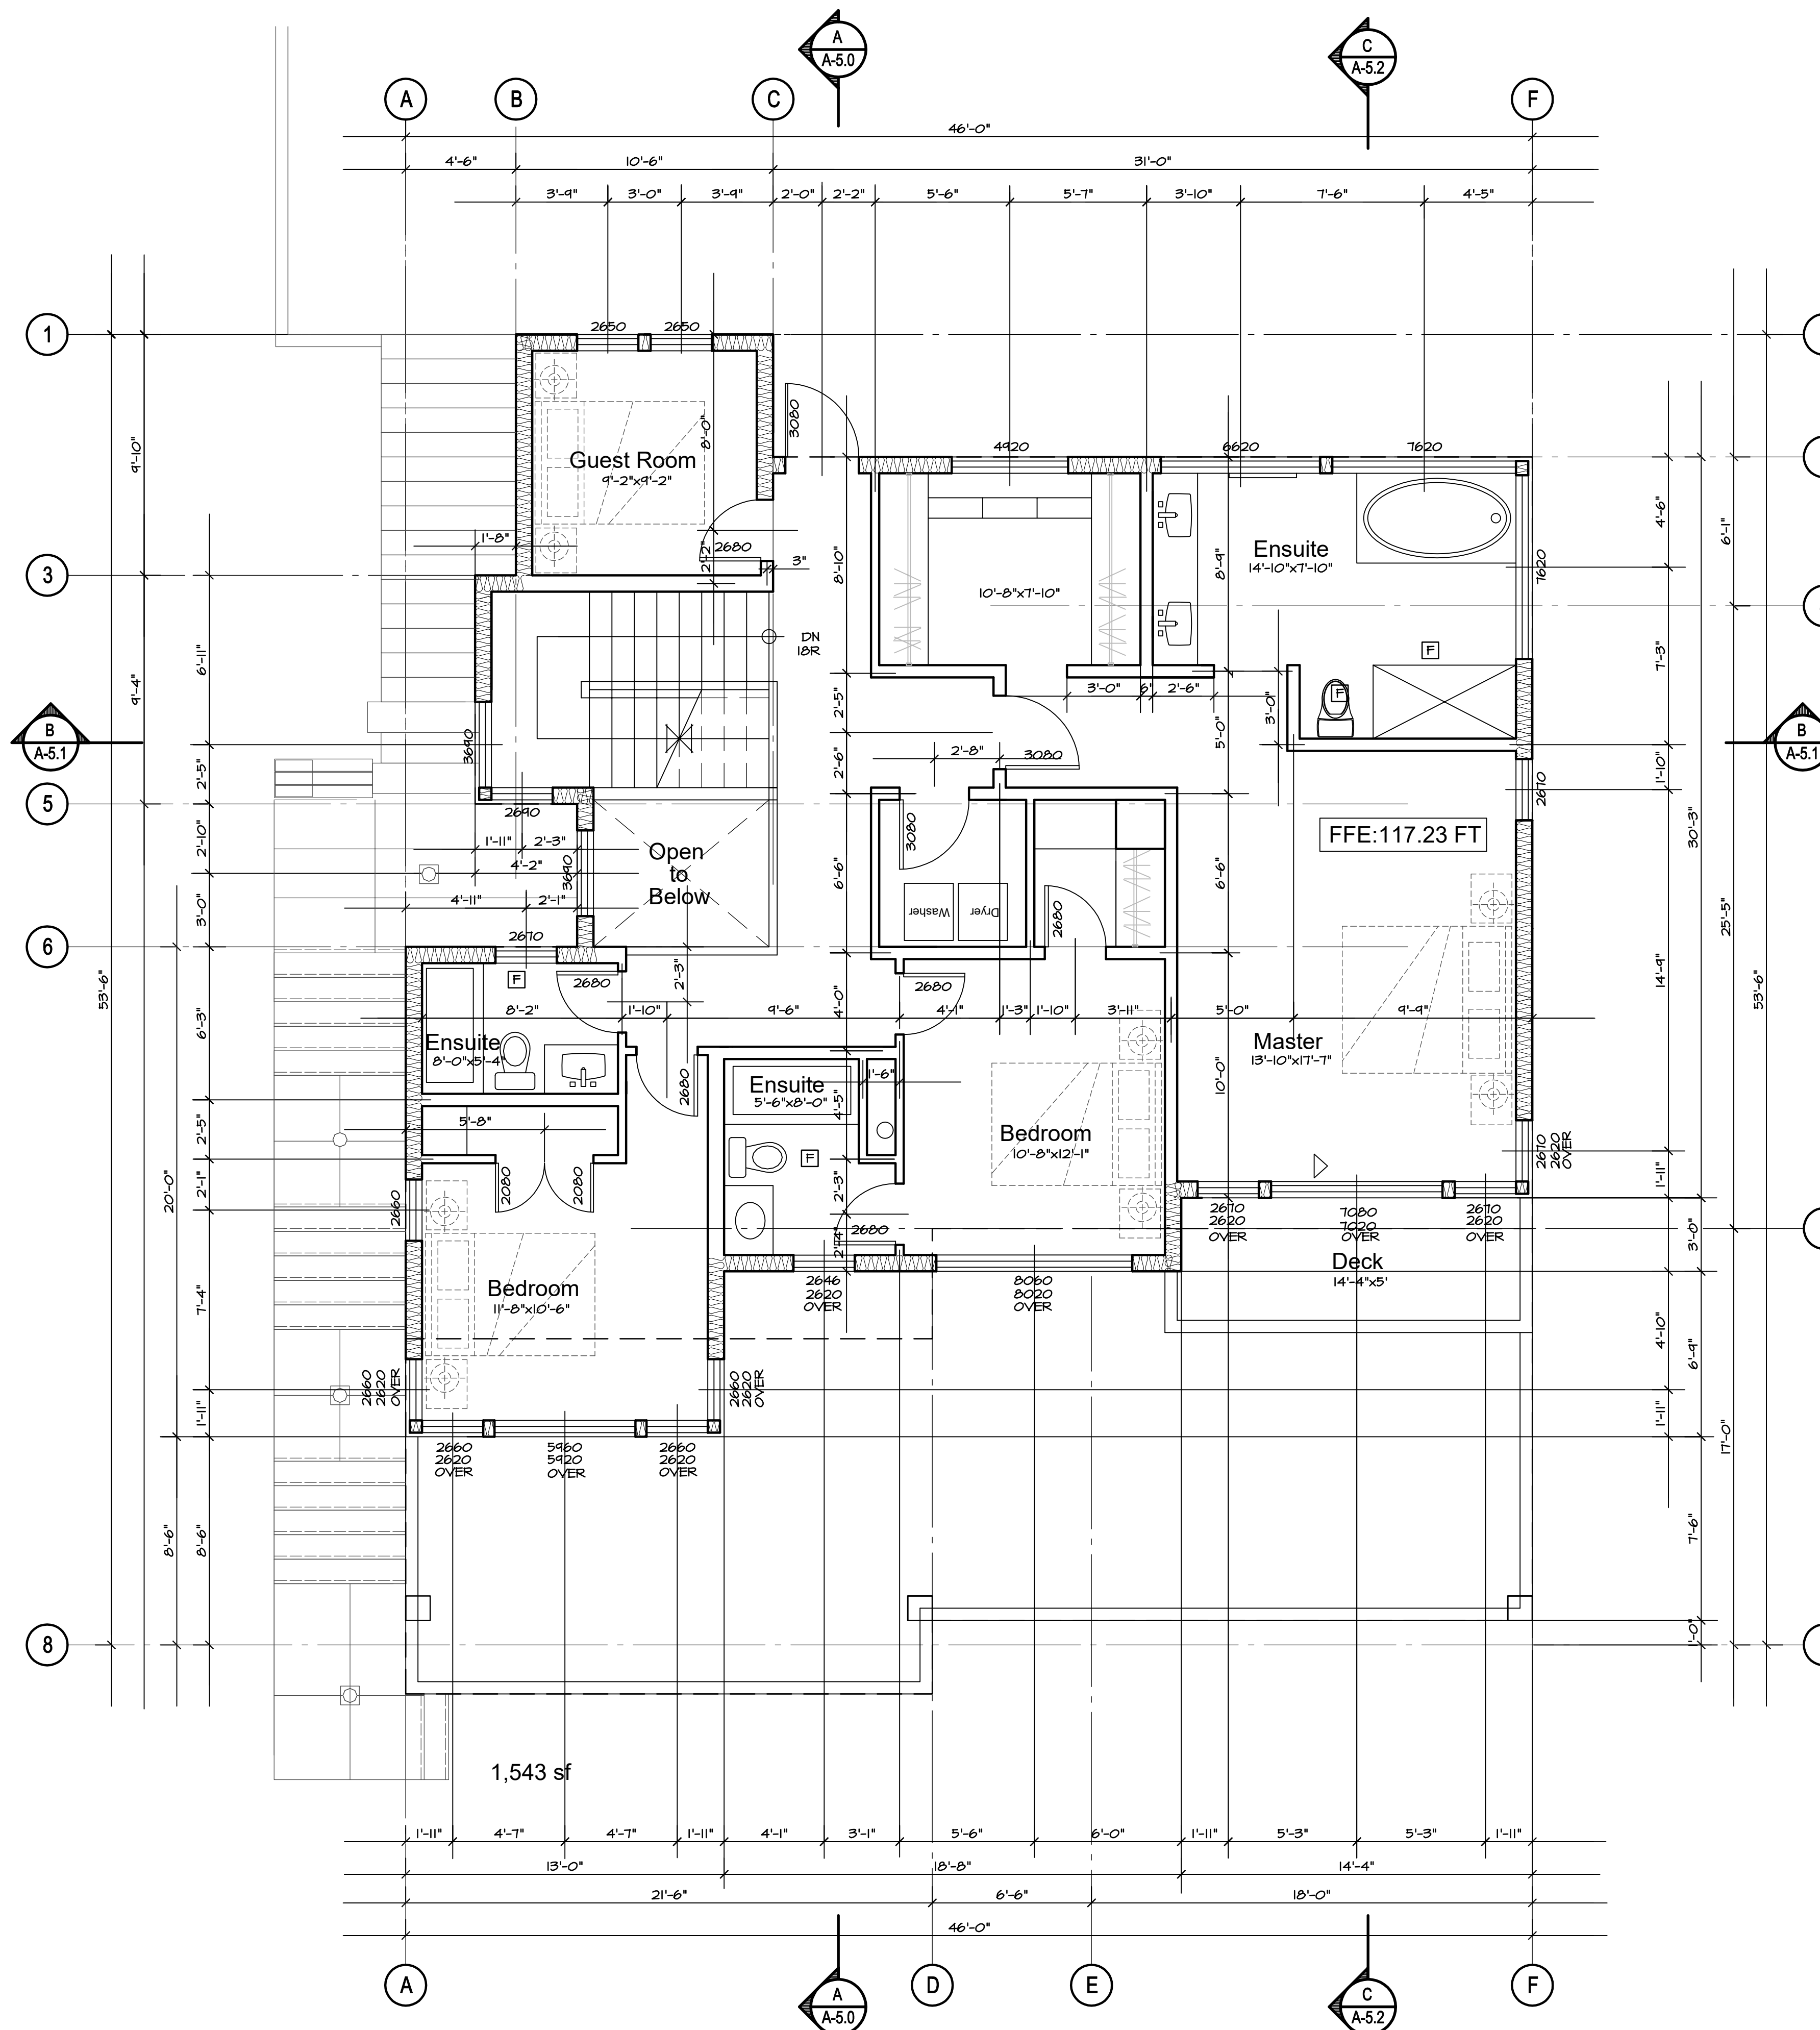 A
A-5.0
C
A-5.2
A
B
C
F
46'-0"
4'-6"
10'-6"
31'-0"
3'-9"
3'-0"
3'-9"
2'-0"
2'-2"
5'-6"
5'-7"
3'-10"
7'-6"
4'-5"
1
2650
2650
3080
4920
6620
7620
9'-10"
8'-0"
Guest Room
9'-2"x9'-2"
4'-6"
6'-1"
1'-8"
2'-2"
2680
3"
8'-10"
8'-9"
Ensuite
14'-10"x7'-10"
7620
3
10'-8"x7'-10"
DN
18R
F
F
6'-11"
9'-4"
7'-3"
2'-5"
3'-0"
6"
2'-6"
3'-0"
B
A-5.1
3690
2'-6"
2'-8"
3080
5'-0"
B
A-5.1
2'-5"
1'-10"
5
2690
2670
3080
FFE:117.23 FT
30'-3"
2'-10"
1'-11"
2'-3"
4'-2"
3690
Open
to
Below
6'-6"
6'-6"
4'-11"
2'-1"
Washer
Dryer
2680
3'-0"
25'-5"
6
2670
F
2680
2'-3"
2680
14'-9"
53'-6"
53'-6"
8'-2"
1'-10"
9'-6"
4'-0"
4'-1"
1'-3"
1'-10"
3'-11"
5'-0"
9'-9"
6'-3"
Ensuite
8'-0"x5'-4"
Master
13'-10"x17'-7"
2680
Ensuite
5'-6"x8'-0"
1'-6"
4'-5"
10'-0"
2'-5"
5'-8"
Bedroom
10'-8"x12'-1"
F
2670
2620
OVER
20'-0"
2'-1"
2080
2080
2'-3"
1'-11"
2660
2680
2'-4"
2670
2620
OVER
7080
7020
OVER
2670
2620
OVER
3'-0"
Deck
14'-4"x5'
Bedroom
11'-8"x10'-6"
2646
2620
OVER
8060
8020
OVER
7'-4"
4'-10"
6'-9"
2660
2620
OVER
2660
2620
OVER
1'-11"
1'-11"
2660
2620
OVER
5960
5920
OVER
2660
2620
OVER
17'-0"
8'-6"
8'-6"
7'-6"
8
1'-0"
1,543 sf
1'-11"
4'-7"
4'-7"
1'-11"
4'-1"
3'-1"
5'-6"
6'-0"
1'-11"
5'-3"
5'-3"
1'-11"
13'-0"
18'-8"
14'-4"
21'-6"
6'-6"
18'-0"
46'-0"
A
D
E
F
A
A-5.0
C
A-5.2